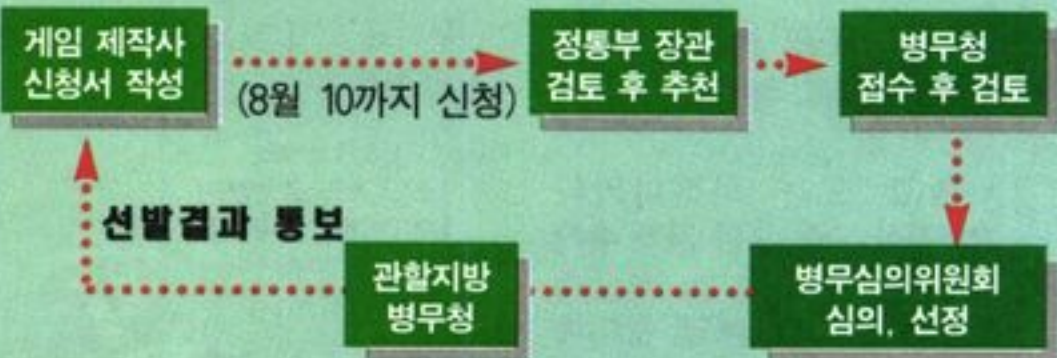 게임 제작사
신청서 작성
(8월 10까지 신청)
정통부 장관
검토 후 추천
병무청
접수 후 검토
병무심의위원회
심의, 선정
관할지방
병무청
선발결과 통보